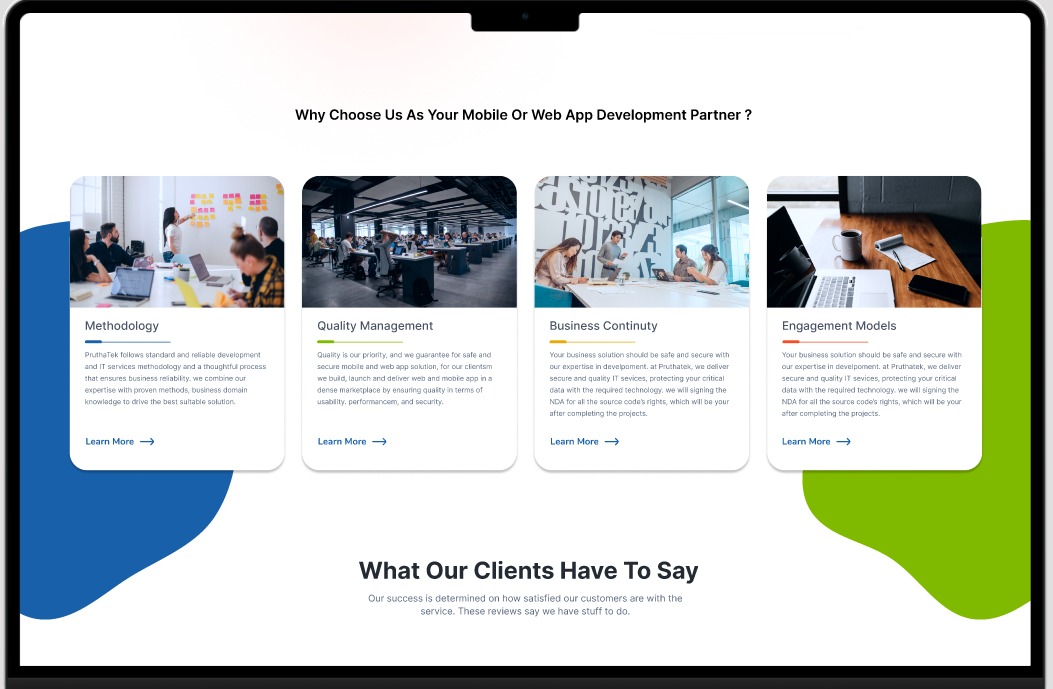 Why Choose Us As Your Mobile Or Web App Development Partner ?
Methodology
PruthaTek follows standard and reliable development
and IT services methodology and a thoughtful process
that ensures business reliability. we combine our
expertise with proven methods, business domain
knowledge to drive the best suitable solution.
Learn More
Quality Management
Quality is our priority, and we guarantee for safe and
secure mobile and web app solution, for our clientsm
we build, launch and deliver web and mobile app in a
dense marketplace by ensuring quality in terms of
usability. performancem, and security.
Learn More
Business Continuty
Your business solution should be safe and secure with
our expertise in develpoment. at Pruthatek, we deliver
secure and quality IT sevices, protecting your critical
data with the required technology. we will signing the
NDA for all the source code's rights, which will be your
after completing the projects.
Learn More
Engagement Models
Your business solution should be safe and secure with
our expertise in develpoment. at Pruthatek, we deliver
secure and quality IT sevices, protecting your critical
data with the required technology. we will signing the
NDA for all the source code's rights, which will be your
after completing the projects.
Learn More
What Our Clients Have To Say
Our success is determined on how satisfied our customers are with the
service. These reviews say we have stuff to do.